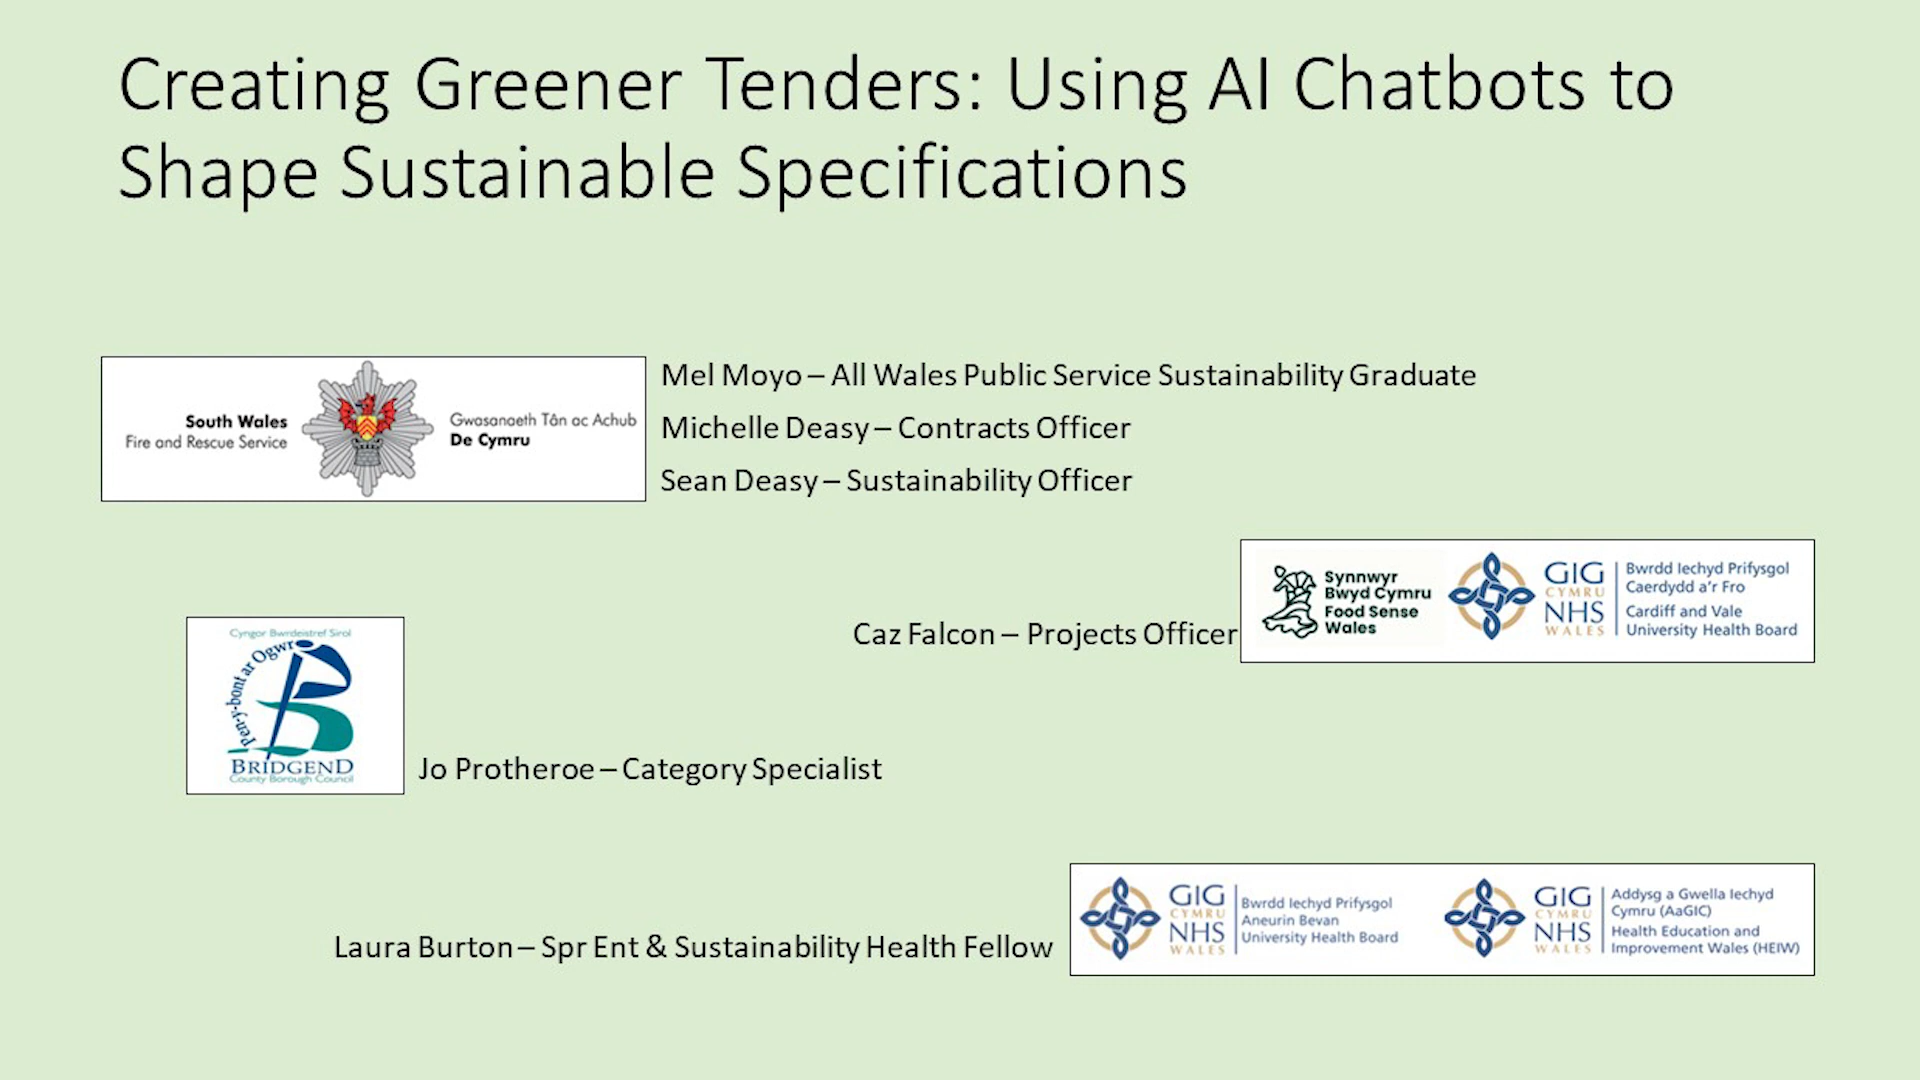 Creating Greener Tenders: Using AI Chatbots to
Shape Sustainable Specifications
South Wales
Fire and Rescue Service
Gwasanaeth Tân ac Achub
De Cymru
Mel Moyo – All Wales Public Service Sustainability Graduate
Michelle Deasy – Contracts Officer
Sean Deasy – Sustainability Officer
Caz Falcon – Projects Officer
Synnwyr
Bwyd Cymru
Food Sense
Wales
GIG
CYMRU
NHS
WALES
Bwrdd Iechyd Prifysgol
Caerdydd a'r Fro
Cardiff and Vale
University Health Board
Cyngor Bwrdeistref Sirol
Pen-y-bont ar Ogwr
BRIDGEND
County Borough Council
Jo Protheroe – Category Specialist
Laura Burton – Spr Ent & Sustainability Health Fellow
GIG
CYMRU
NHS
WALES
Bwrdd Iechyd Prifysgol
Aneurin Bevan
University Health Board
GIG
CYMRU
NHS
WALES
Addysg a Gwella Iechyd
Cymru (AaGIC)
Health Education and
Improvement Wales (HEIW)